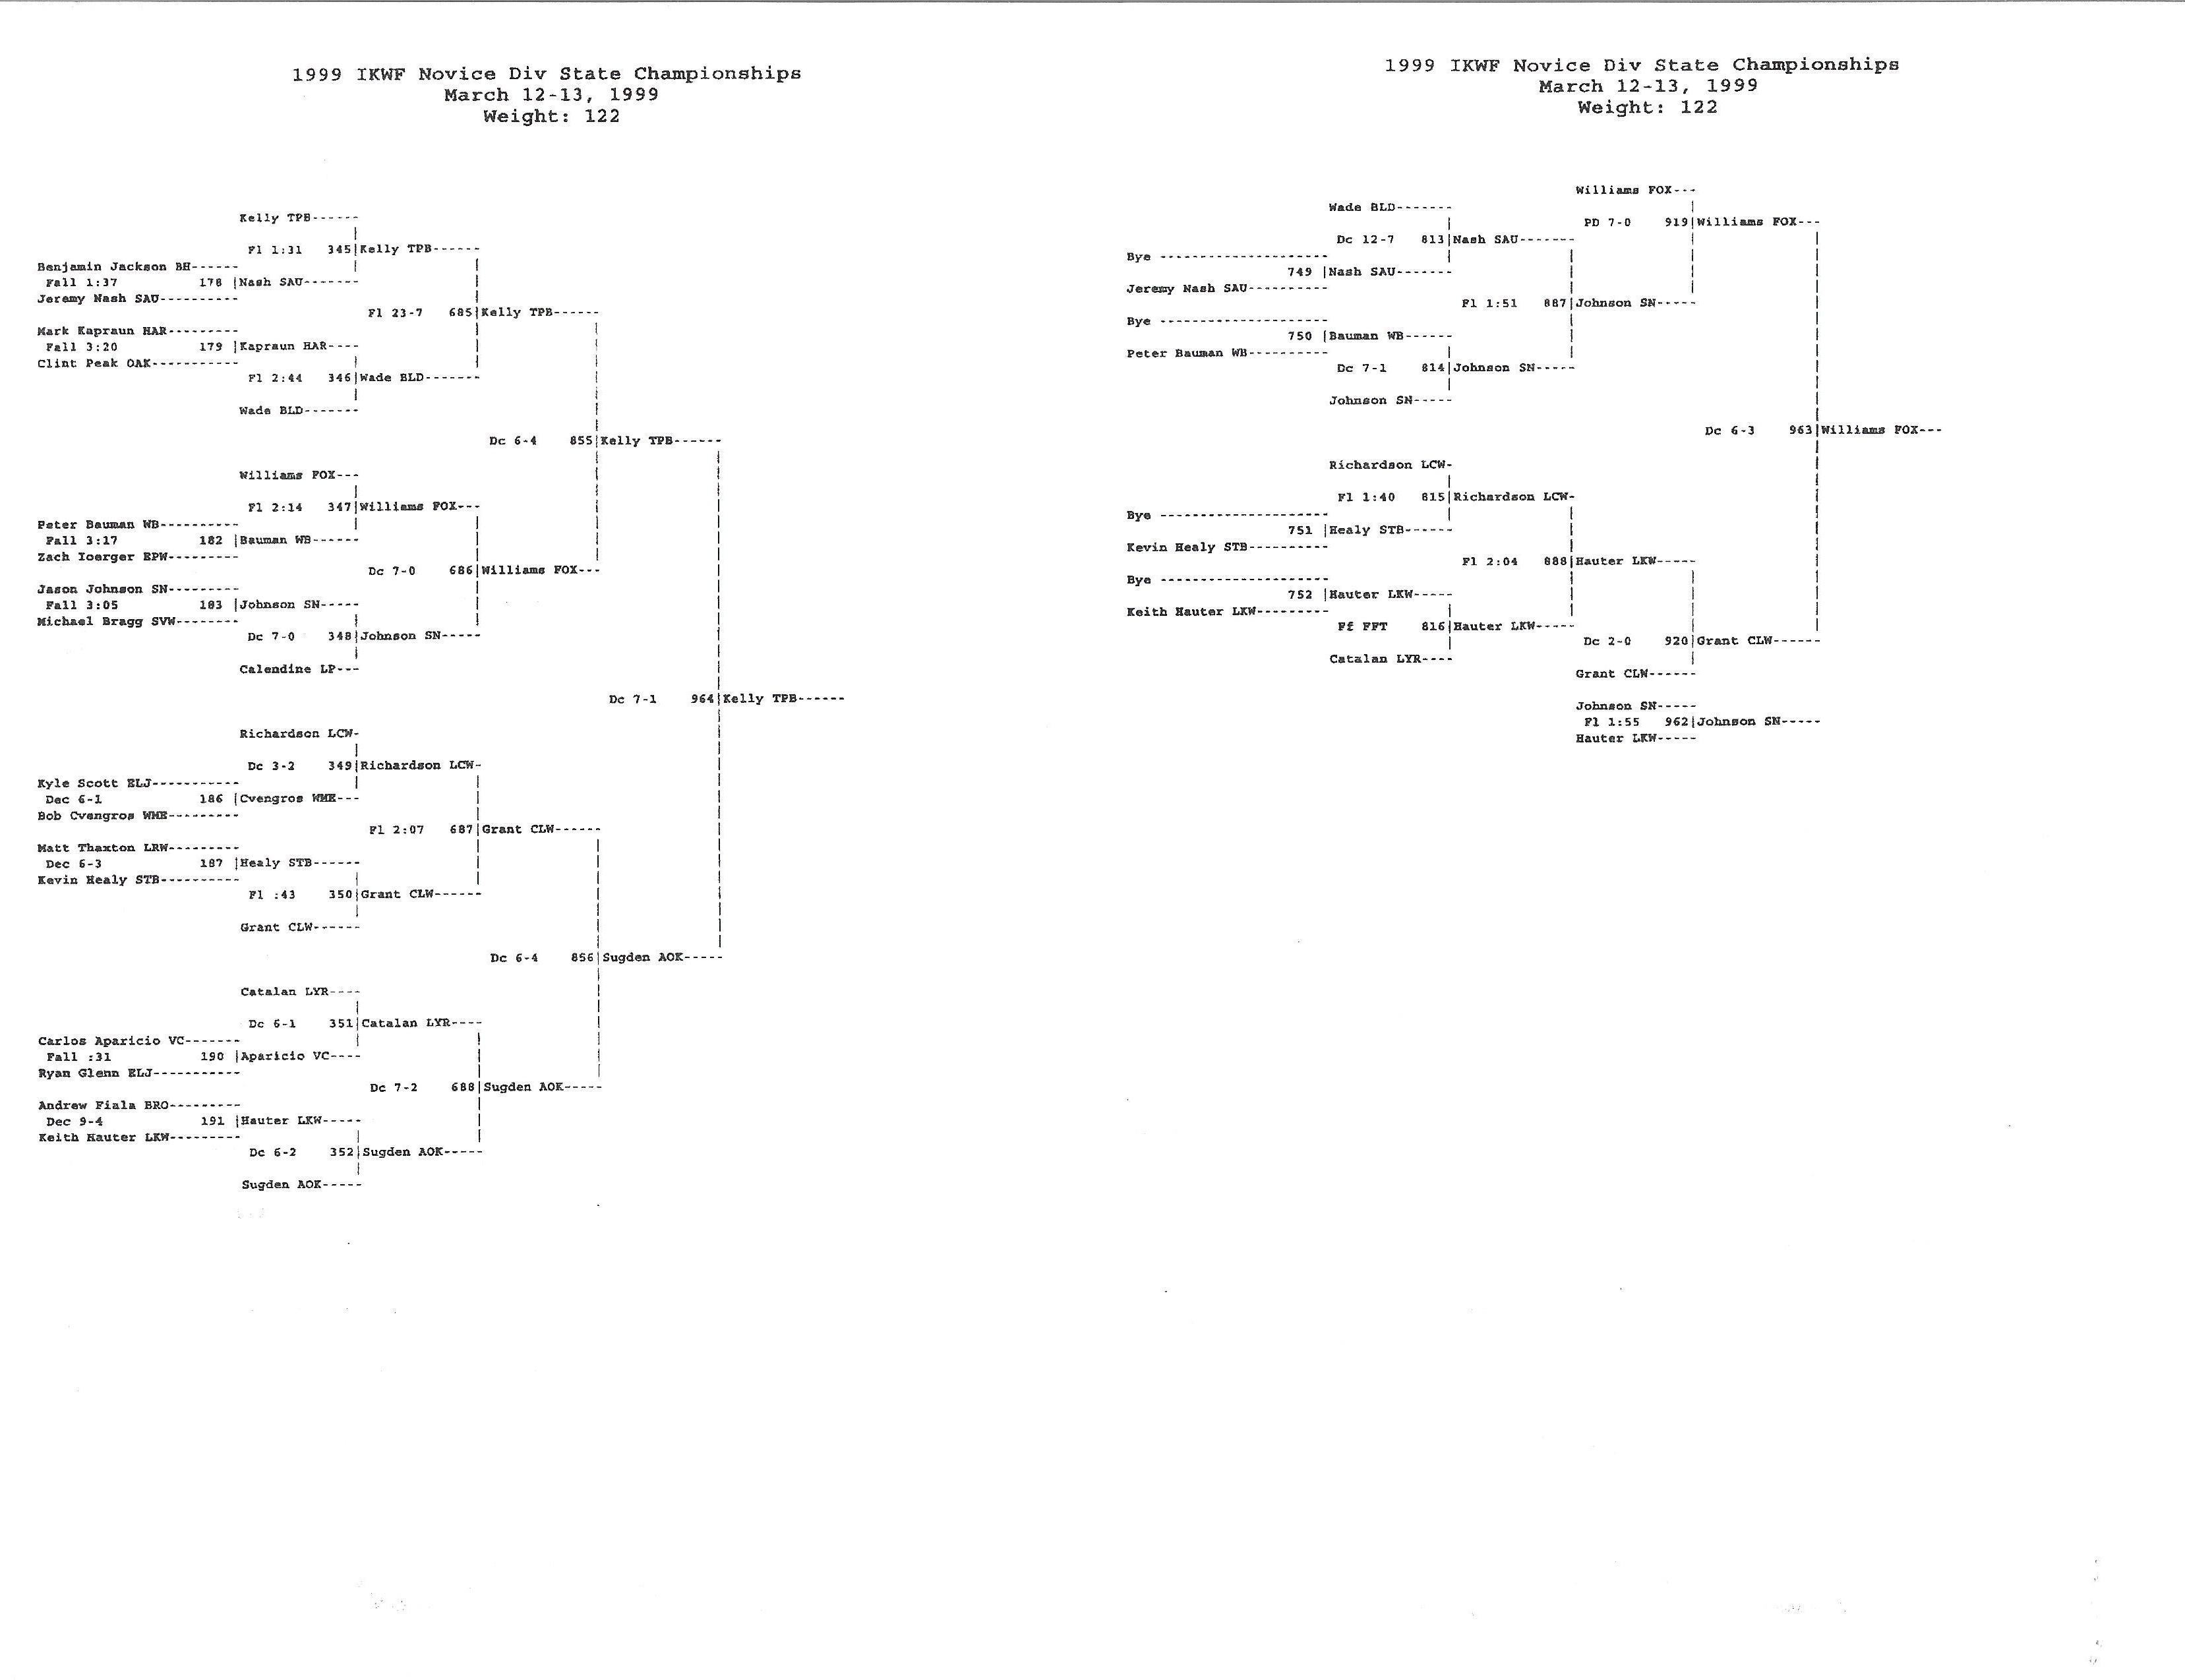 1999 IKWF Novice Div State Championships
March 12-13, 1999
Weight: 122
Kelly TPB------
Fl 1:31 345|Kelly TPB------
Benjamin Jackson BH------
Fall 1:37 178 |Nash SAU-------
Jeremy Nash SAU----------
Fl 23-7 685|Kelly TPB------
Mark Kapraun HAR---------
Fall 3:20 179 |Kapraun HAR----
Clint Peak OAK-----------
Fl 2:44 346|Wade BLD-------
Wade BLD-------
Dc 6-4 855|Kelly TPB------
Williams FOX---
Fl 2:14 347|Williams FOX---
Peter Bauman WB----------
Fall 3:17 182 |Bauman WB------
Zach Ioerger EPW---------
Dc 7-0 686|Williams FOX---
Jason Johnson SN---------
Fall 3:05 183 |Johnson SN-----
Michael Bragg SVW--------
Dc 7-0 348|Johnson SN-----
Calendine LP---
Dc 7-1 964|Kelly TPB------
Richardson LCW-
Dc 3-2 349|Richardson LCW-
Kyle Scott ELJ-----------
Dec 6-1 186 |Cvengros WME---
Bob Cvengros WME---------
Fl 2:07 687|Grant CLW------
Matt Thaxton LRW---------
Dec 6-3 187 |Healy STB------
Kevin Healy STB----------
Fl :43 350|Grant CLW------
Grant CLW------
Dc 6-4 856|Sugden AOK-----
Catalan LYR----
Dc 6-1 351|Catalan LYR----
Carlos Aparicio VC-------
Fall :31 190 |Aparicio VC----
Ryan Glenn ELJ-----------
Dc 7-2 688|Sugden AOK-----
Andrew Fiala BRO---------
Dec 9-4 191 |Hauter LKW-----
Keith Hauter LKW---------
Dc 6-2 352|Sugden AOK-----
Sugden AOK-----
1999 IKWF Novice Div State Championships
March 12-13, 1999
Weight: 122
Williams FOX---
Wade BLD-------
PD 7-0 919|Williams FOX---
Dc 12-7 813|Nash SAU-------
Bye ---------------------
749 |Nash SAU-------
Jeremy Nash SAU----------
Fl 1:51 887|Johnson SN-----
Bye ---------------------
750 |Bauman WB------
Peter Bauman WB----------
Dc 7-1 814|Johnson SN-----
Johnson SN-----
Dc 6-3 963|Williams FOX---
Richardson LCW-
Fl 1:40 815|Richardson LCW-
Bye ---------------------
751 |Healy STB------
Kevin Healy STB----------
Fl 2:04 888|Hauter LKW-----
Bye ---------------------
752 |Hauter LKW-----
Keith Hauter LKW---------
Ff FFT 816|Hauter LKW-----
Dc 2-0 920|Grant CLW------
Catalan LYR----
Grant CLW------
Johnson SN-----
Fl 1:55 962|Johnson SN-----
Hauter LKW-----